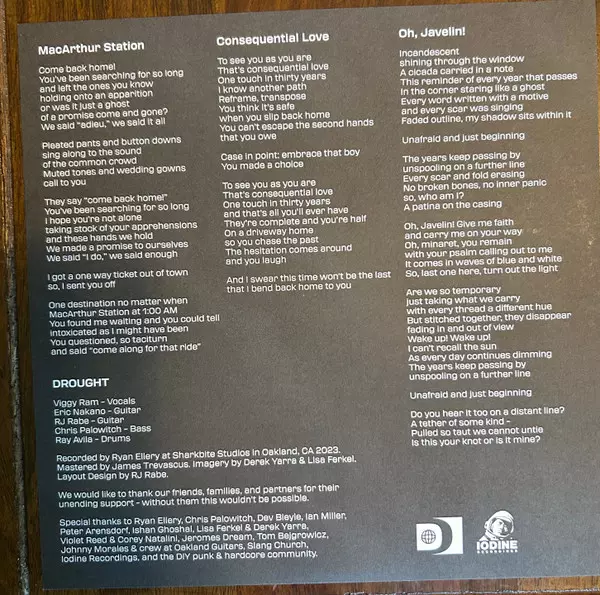 MacArthur Station
Come back home!
You've been searching for so long
and left the ones you know
holding onto an apparition
or was it just a ghost
of a promise come and gone?
We said "adieu," we said it all
Pleated pants and button downs
sing along to the sound
of the common crowd
Muted tones and wedding gowns
call to you
They say "come back home!"
You've been searching for so long
I hope you're not alone
taking stock of your apprehensions
and these hands we hold
We made a promise to ourselves
We said "I do," we said enough
I got a one way ticket out of town
so, I sent you off
One destination no matter when
MacArthur Station at 1:00 AM
You found me waiting and you could tell
intoxicated as I might have been
You questioned, so taciturn
and said "come along for that ride"
Consequential Love
To see you as you are
That's consequential love
One touch in thirty years
I know another path
Reframe, transpose
You think it's safe
when you slip back home
You can't escape the second hands
that you owe
Case in point: embrace that boy
You made a choice
To see you as you are
That's consequential love
One touch in thirty years
and that's all you'll ever have
They're complete and you're half
On a driveway home
so you chase the past
The hesitation comes around
and you laugh
And I swear this time won't be the last
that I bend back home to you
Oh, Javelin!
Incandescent
shining through the window
A cicada carried in a note
This reminder of every year that passes
In the corner staring like a ghost
Every word written with a motive
and every scar was singing
Faded outline, my shadow sits within it
Unafraid and just beginning
The years keep passing by
unspooling on a further line
Every scar and fold erasing
No broken bones, no inner panic
so, who am I?
A patina on the casing
Oh, Javelin! Give me faith
and carry me on your way
Oh, minaret, you remain
with your psalm calling out to me
It comes in waves of blue and white
So, last one here, turn out the light
Are we so temporary
just taking what we carry
with every thread a different hue
But stitched together, they disappear
fading in and out of view
Wake up! Wake up!
I can't recall the sun
As every day continues dimming
The years keep passing by
unspooling on a further line
Unafraid and just beginning
Do you hear it too on a distant line?
A tether of some kind –
Pulled so taut we cannot untie
Is this your knot or is it mine?
DROUGHT
Viggy Ram – Vocals
Eric Nakano – Guitar
RJ Rabe – Guitar
Chris Palowitch – Bass
Ray Avila – Drums
Recorded by Ryan Ellery at Sharkbite Studios in Oakland, CA 2023.
Mastered by James Trevascus. Imagery by Derek Yarra & Lisa Ferkel.
Layout Design by RJ Rabe.
We would like to thank our friends, families, and partners for their
unending support – without them this wouldn't be possible.
Special thanks to Ryan Ellery, Chris Palowitch, Dev Bleyle, Ian Miller,
Peter Arensdorf, Ishan Ghoshal, Lisa Ferkel & Derek Yarra,
Violet Reed & Corey Natalini, Jeromes Dream, Tom Bejgrowicz,
Johnny Morales & crew at Oakland Guitars, Slang Church,
Iodine Recordings, and the DIY punk & hardcore community.
IODINE
RECORDINGS